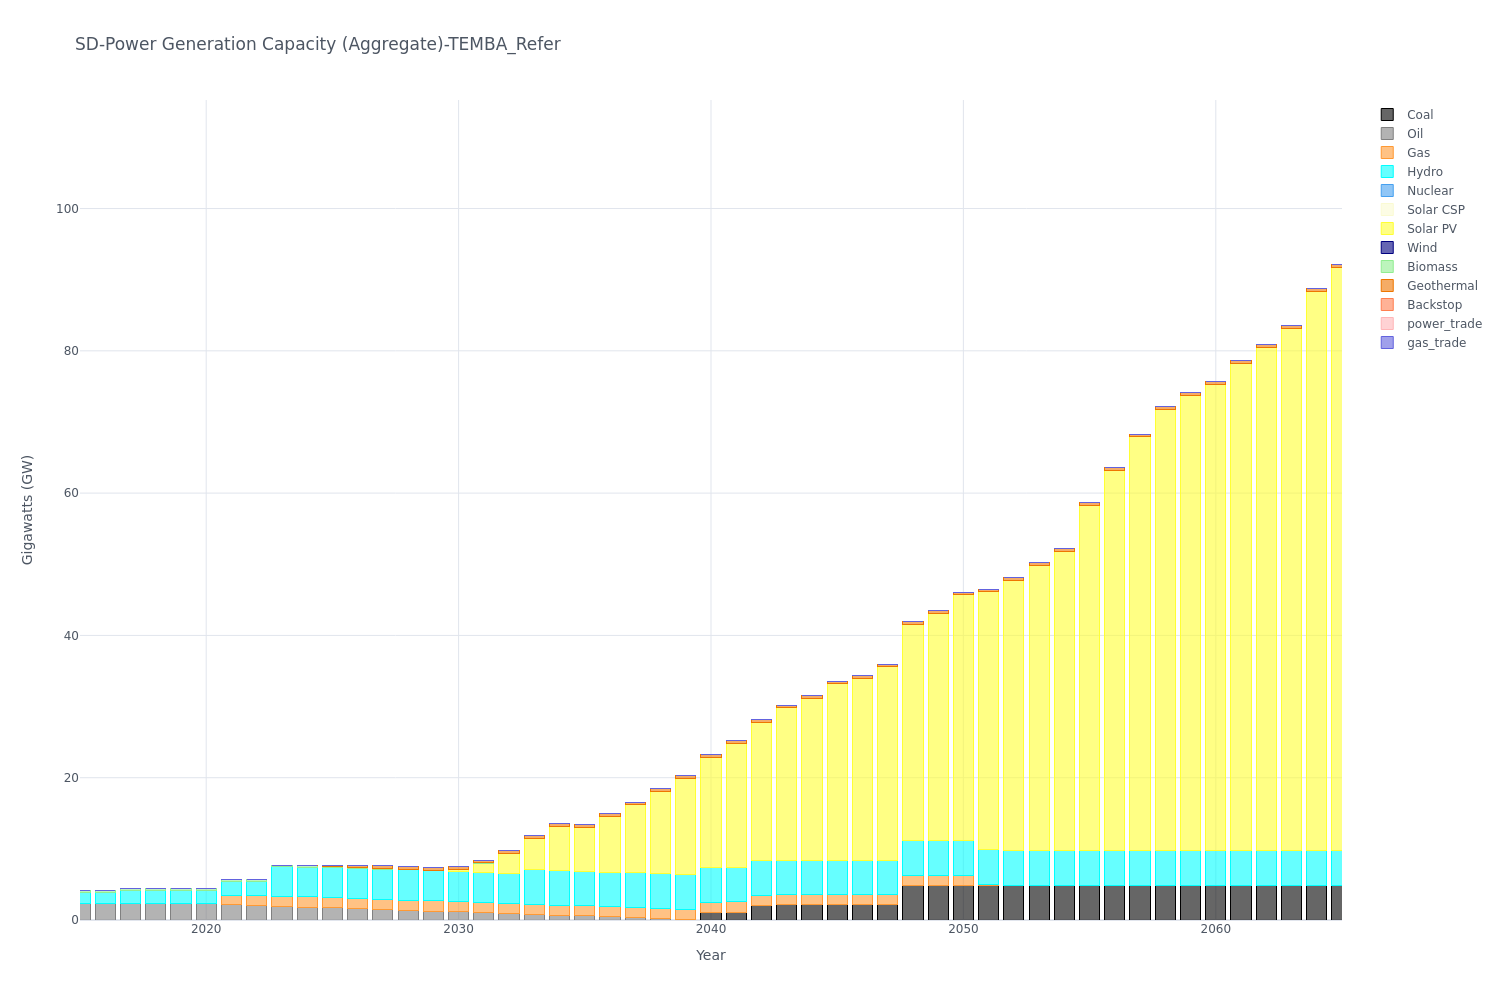 SD-Power Generation Capacity (Aggregate)-TEMBA_Refer
Coal
Oil
Gas
Hydro
Nuclear
Solar CSP
Solar PV
Wind
Biomass
Geothermal
Backstop
power_trade
gas_trade
100
80
60
40
20
0
Gigawatts (GW)
2020
2030
2040
2050
2060
Year